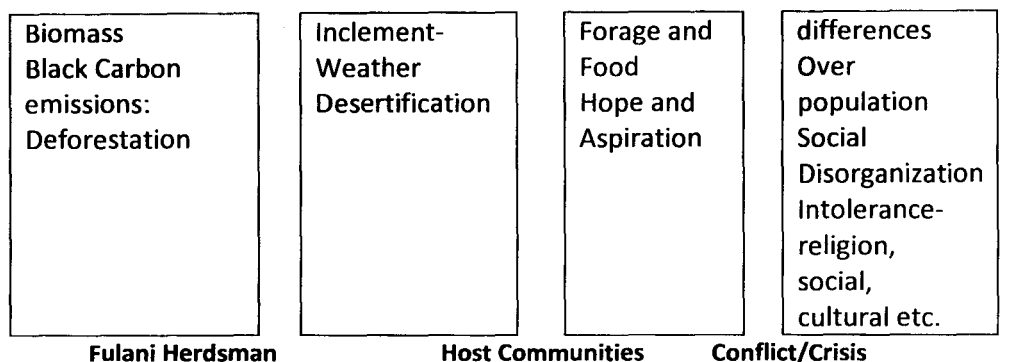 Biomass
Black Carbon
emissions:
Deforestation
Inclement-
Weather
Desertification
Forage and
Food
Hope and
Aspiration
differences
Over
population
Social
Disorganization
Intolerance-
religion,
social,
cultural etc.
Fulani Herdsman Host Communities Conflict/Crisis